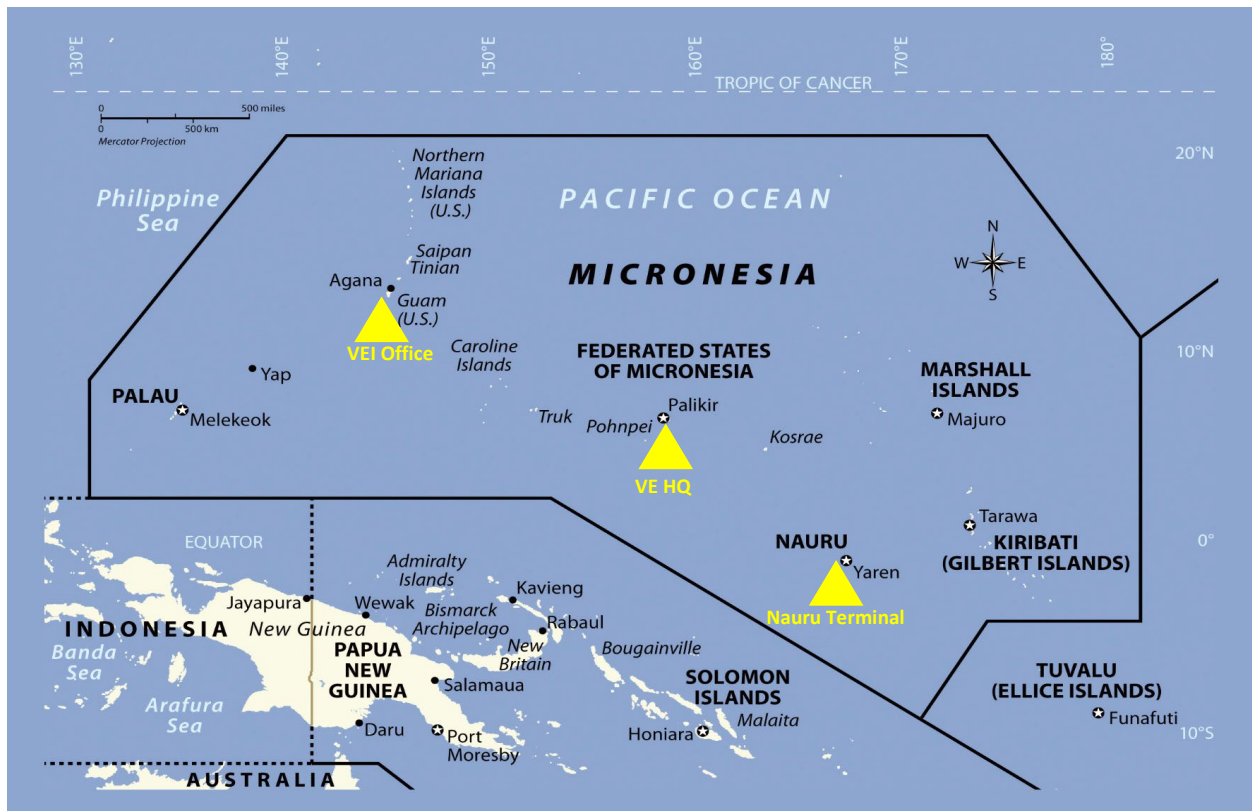 130°E
140°E
150°E
160°E
170°E
180°
TROPIC OF CANCER
0 500 miles
0 500 km
Mercator Projection
20°N
Northern
Mariana
Islands
(U.S.)
Philippine
Sea
PACIFIC OCEAN
N
W E
S
Saipan
Tinian
MICRONESIA
Agana
Guam
(U.S.)
VEI Office
Caroline
Islands
FEDERATED STATES
OF MICRONESIA
10°N
MARSHALL
ISLANDS
Yap
PALAU
Melekeok
Truk
Palikir
Pohnpei
Majuro
Kosrae
VE HQ
Tarawa
KIRIBATI
(GILBERT ISLANDS)
EQUATOR
NAURU
0°
Yaren
Nauru Terminal
Admiralty
Islands
Kavieng
Jayapura
Wewak
Bismarck
Archipelago
INDONESIA
New Guinea
Rabaul
Banda
Sea
PAPUA
NEW
GUINEA
New
Britain
Bougainville
Salamaua
SOLOMON
ISLANDS
TUVALU
(ELLICE ISLANDS)
Arafura
Sea
Malaita
Funafuti
Daru
Port
Moresby
Honiara
10°S
AUSTRALIA